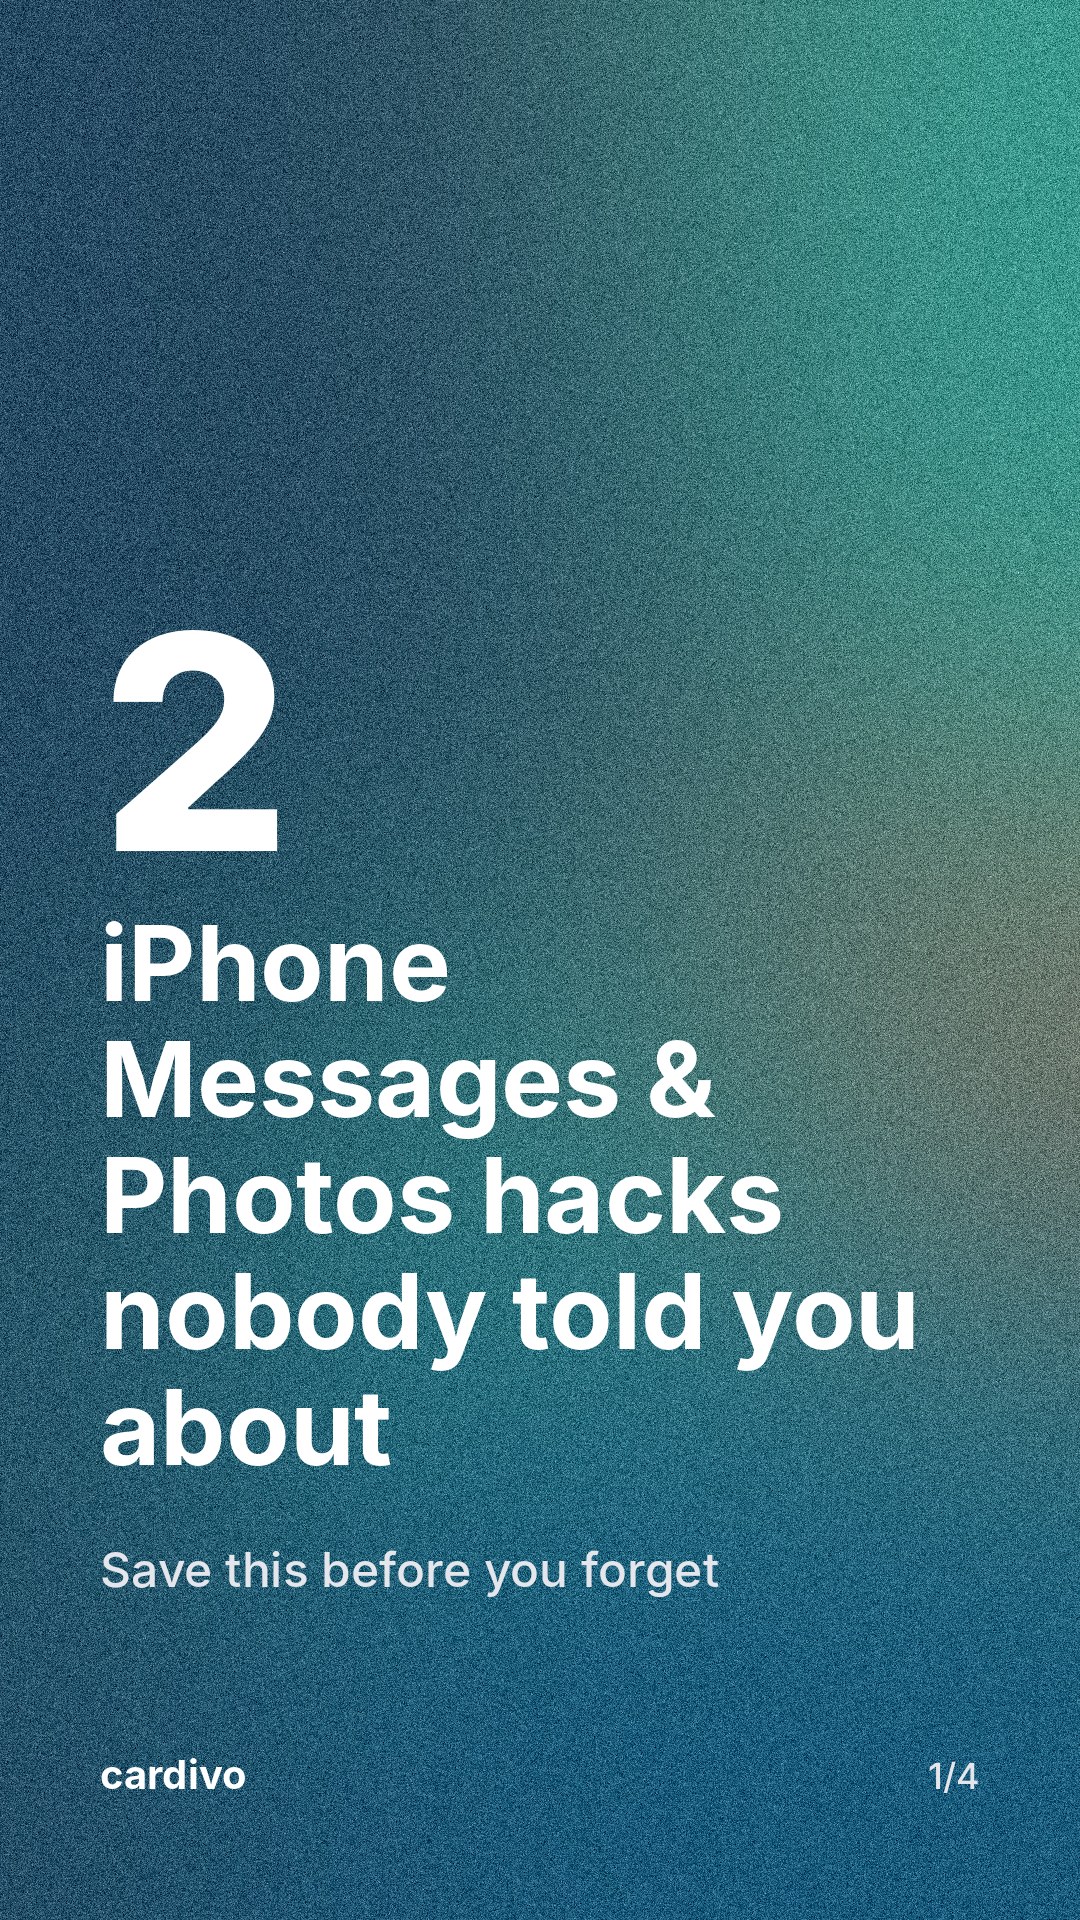 2
iPhone
Messages &
Photos hacks
nobody told you
about
Save this before you forget
cardivo
1/4